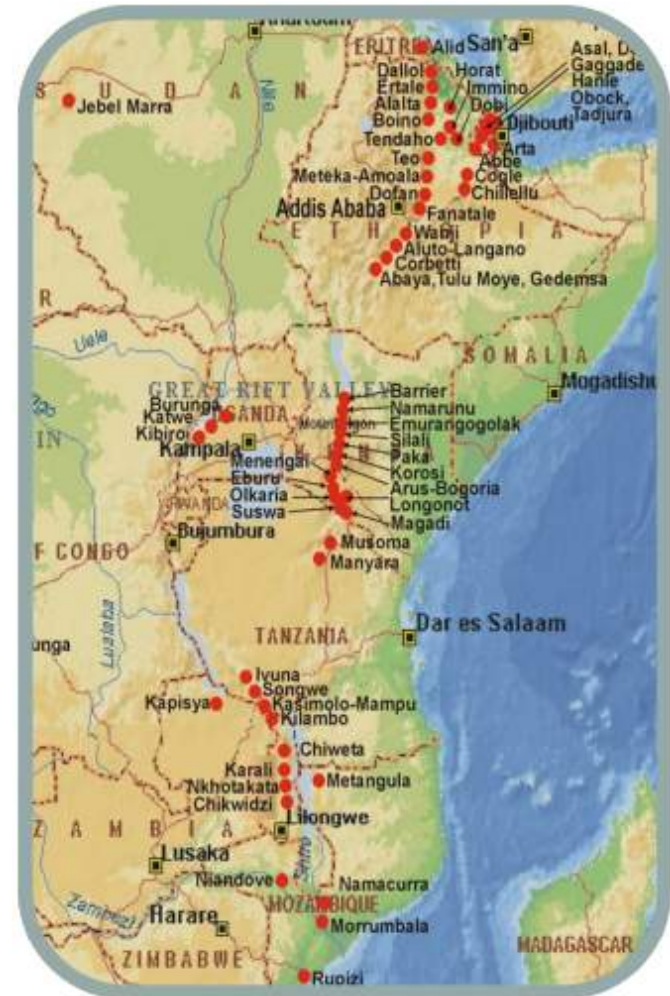 Khartoum
ERITREA
Alid
San'a
Asal, D
Gaggade
Hanle
Obock,
Tadjura
Dallol
Horat
Ertale
Immino
Alalta
Dobi
Boino
Djibouti
Tendaho
Arta
Teo
Abbe
Meteka-Amoala
Cogle
Dofan
Chillellu
Addis Ababa
Fanatale
ETHIOPIA
Wanji
Aluto-Langano
Corbetti
Abaya,Tulu Moye, Gedemsa
SUDAN
Jebel Marra
Nile
R
Uele
SOMALIA
Mogadishu
GREAT RIFT VALLEY
Barrier
Burunga
UGANDA
Namarunu
Katwe
Emurangogolak
Kibiroi
Silali
Kampala
Paka
Menengai
Korosi
Eburu
Arus-Bogoria
Olkaria
Longonot
RWANDA
Suswa
Magadi
IN
Bujumbura
Musoma
F CONGO
Manyara
Lualaba
Dar es Salaam
unga
TANZANIA
Ivuna
Songwe
Kapisya
Kasimolo-Mampu
Kilambo
Chiweta
Karali
Metangula
Nkhotakata
Chikwidzi
Lilongwe
ZAMBIA
Lusaka
Shire
Niandove
Namacurra
Zambezi
MOZAMBIQUE
Harare
Morrumbala
MADAGASCAR
ZIMBABWE
Rupizi